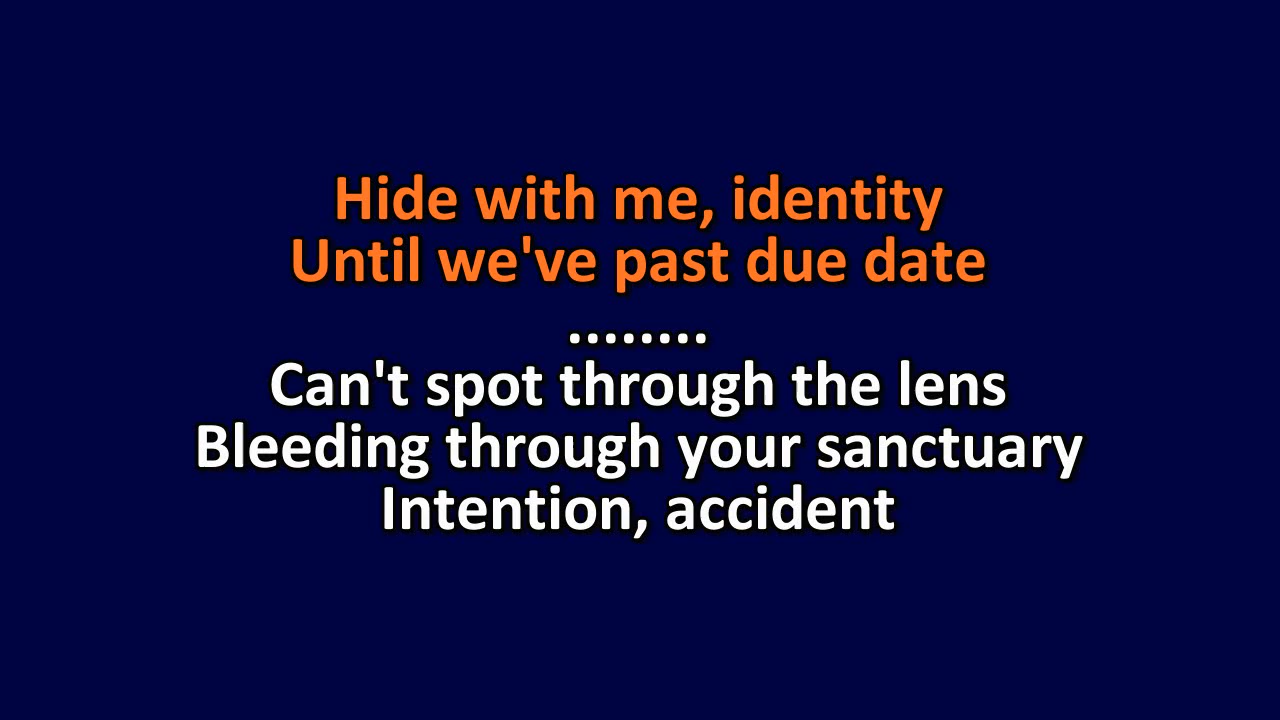 Hide with me, identity
Until we've past due date
........
Can't spot through the lens
Bleeding through your sanctuary
Intention, accident